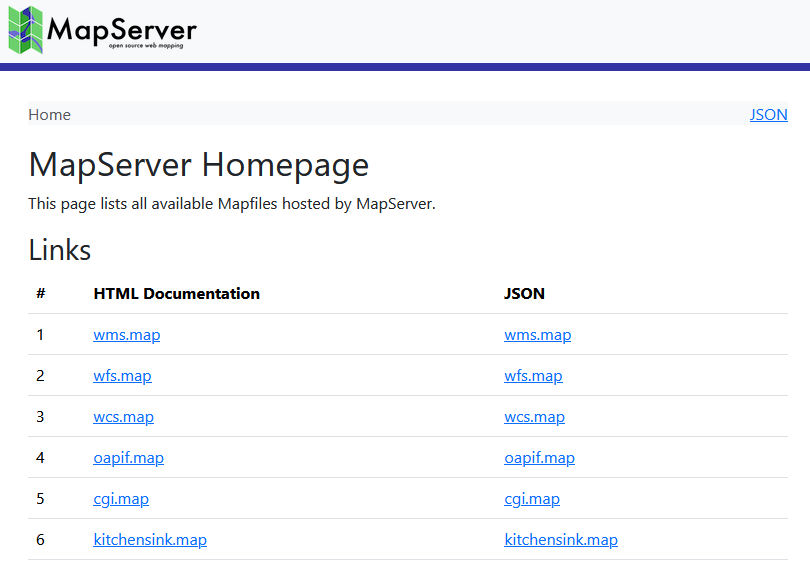 MapServer
open source web mapping
Home JSON
MapServer Homepage
This page lists all available Mapfiles hosted by MapServer.
Links
# HTML Documentation JSON
1 wms.map wms.map
2 wfs.map wfs.map
3 wcs.map wcs.map
4 oapif.map oapif.map
5 cgi.map cgi.map
6 kitchensink.map kitchensink.map